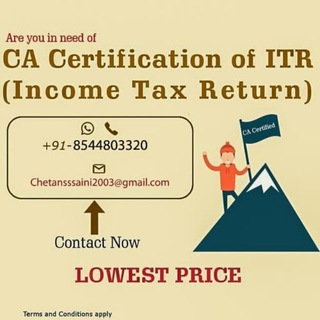 Are you in need of
CA Certification of ITR
(Income Tax Return)
CA Certified
+91-8544803320
Chetansssaini2003@gmail.com
Contact Now
LOWEST PRICE
Terms and Conditions apply